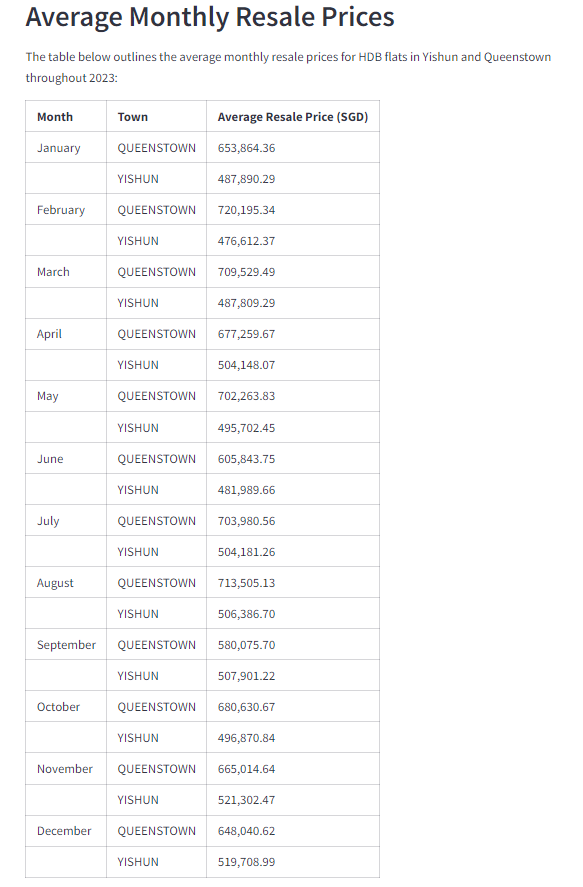 Average Monthly Resale Prices
The table below outlines the average monthly resale prices for HDB flats in Yishun and Queenstown
throughout 2023:
Month Town Average Resale Price (SGD)
January QUEENSTOWN 653,864.36
YISHUN 487,890.29
February QUEENSTOWN 720,195.34
YISHUN 476,612.37
March QUEENSTOWN 709,529.49
YISHUN 487,809.29
April QUEENSTOWN 677,259.67
YISHUN 504,148.07
May QUEENSTOWN 702,263.83
YISHUN 495,702.45
June QUEENSTOWN 605,843.75
YISHUN 481,989.66
July QUEENSTOWN 703,980.56
YISHUN 504,181.26
August QUEENSTOWN 713,505.13
YISHUN 506,386.70
September QUEENSTOWN 580,075.70
YISHUN 507,901.22
October QUEENSTOWN 680,630.67
YISHUN 496,870.84
November QUEENSTOWN 665,014.64
YISHUN 521,302.47
December QUEENSTOWN 648,040.62
YISHUN 519,708.99